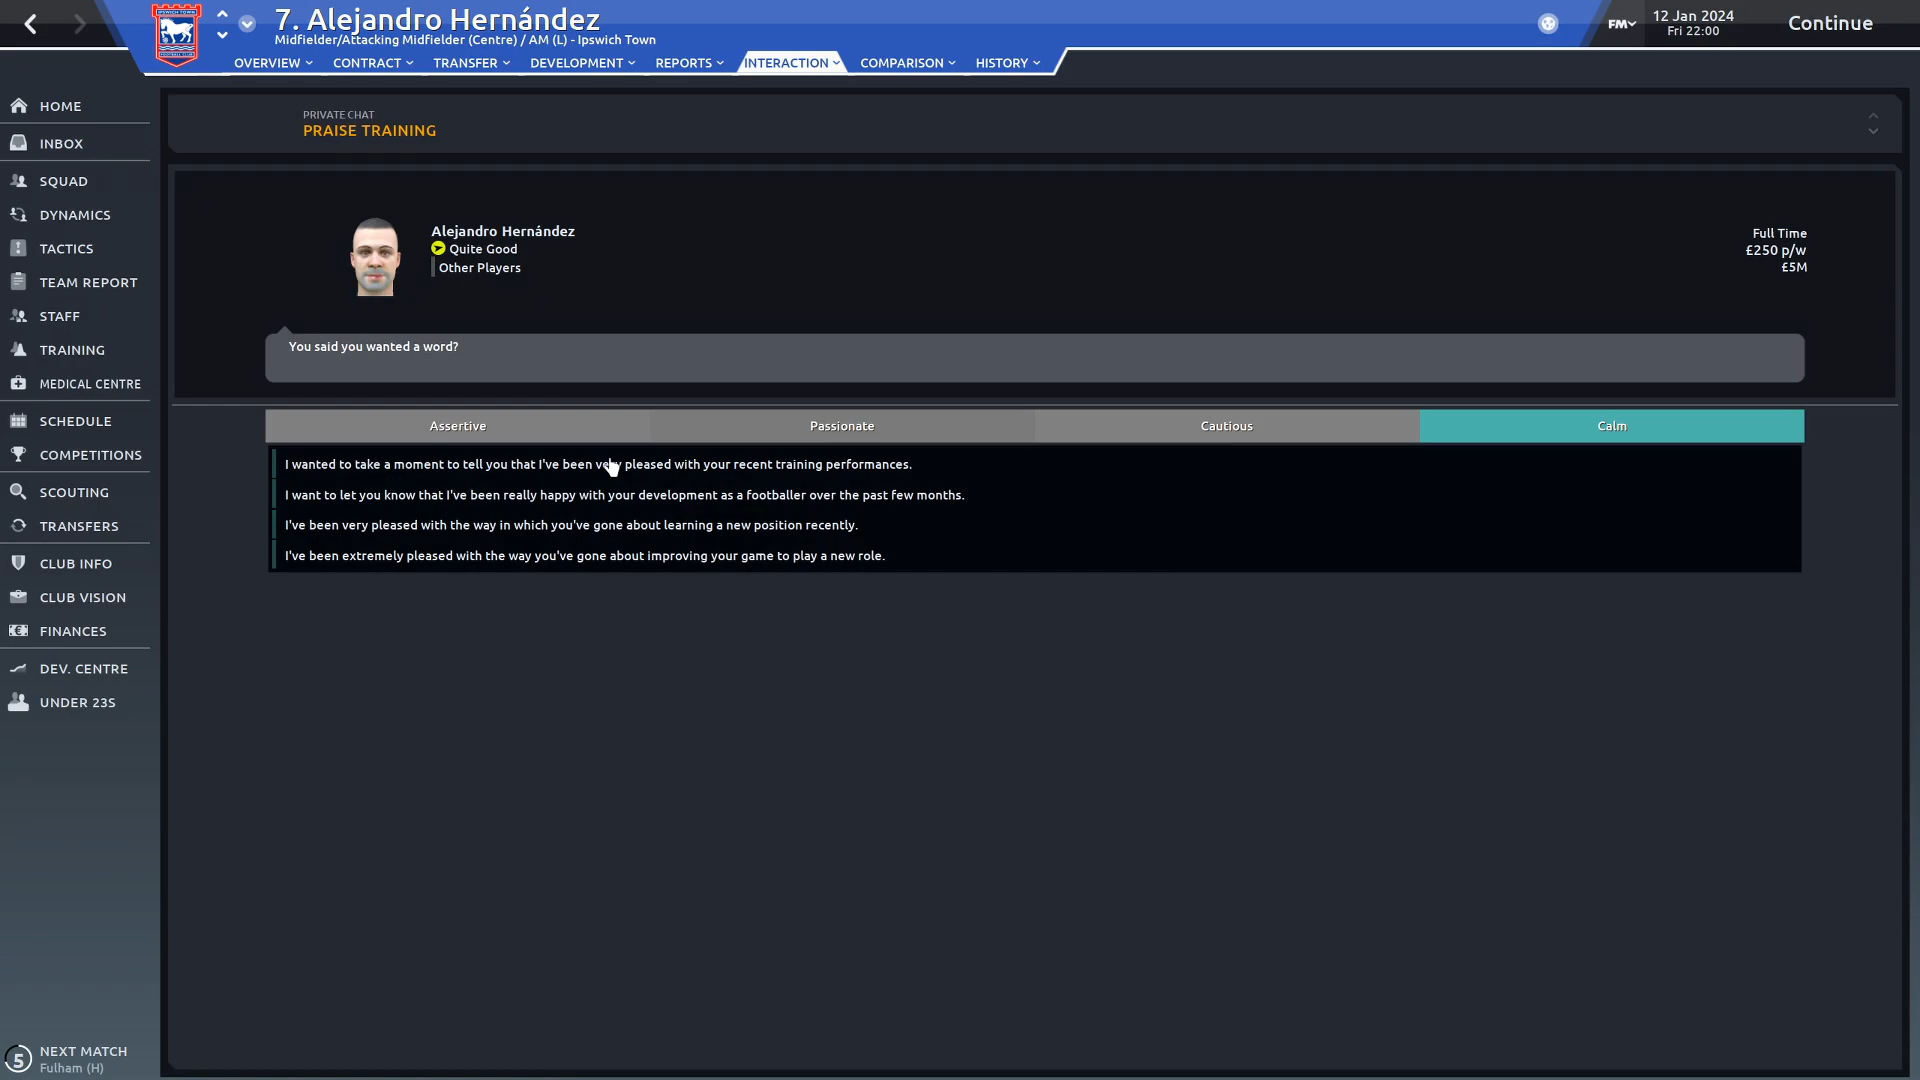 7. Alejandro Hernández
Midfielder/Attacking Midfielder (Centre) / AM (L) - Ipswich Town
FM
12 Jan 2024
Fri 22:00
Continue
OVERVIEW
CONTRACT
TRANSFER
DEVELOPMENT
REPORTS
INTERACTION
COMPARISON
HISTORY
HOME
INBOX
SQUAD
DYNAMICS
TACTICS
TEAM REPORT
STAFF
TRAINING
MEDICAL CENTRE
SCHEDULE
COMPETITIONS
SCOUTING
TRANSFERS
CLUB INFO
CLUB VISION
FINANCES
DEV. CENTRE
UNDER 23S
5
NEXT MATCH
Fulham (H)
PRIVATE CHAT
PRAISE TRAINING
Alejandro Hernández
Quite Good
Other Players
Full Time
£250 p/w
£5M
You said you wanted a word?
Assertive
Passionate
Cautious
Calm
I wanted to take a moment to tell you that I've been very pleased with your recent training performances.
I want to let you know that I've been really happy with your development as a footballer over the past few months.
I've been very pleased with the way in which you've gone about learning a new position recently.
I've been extremely pleased with the way you've gone about improving your game to play a new role.